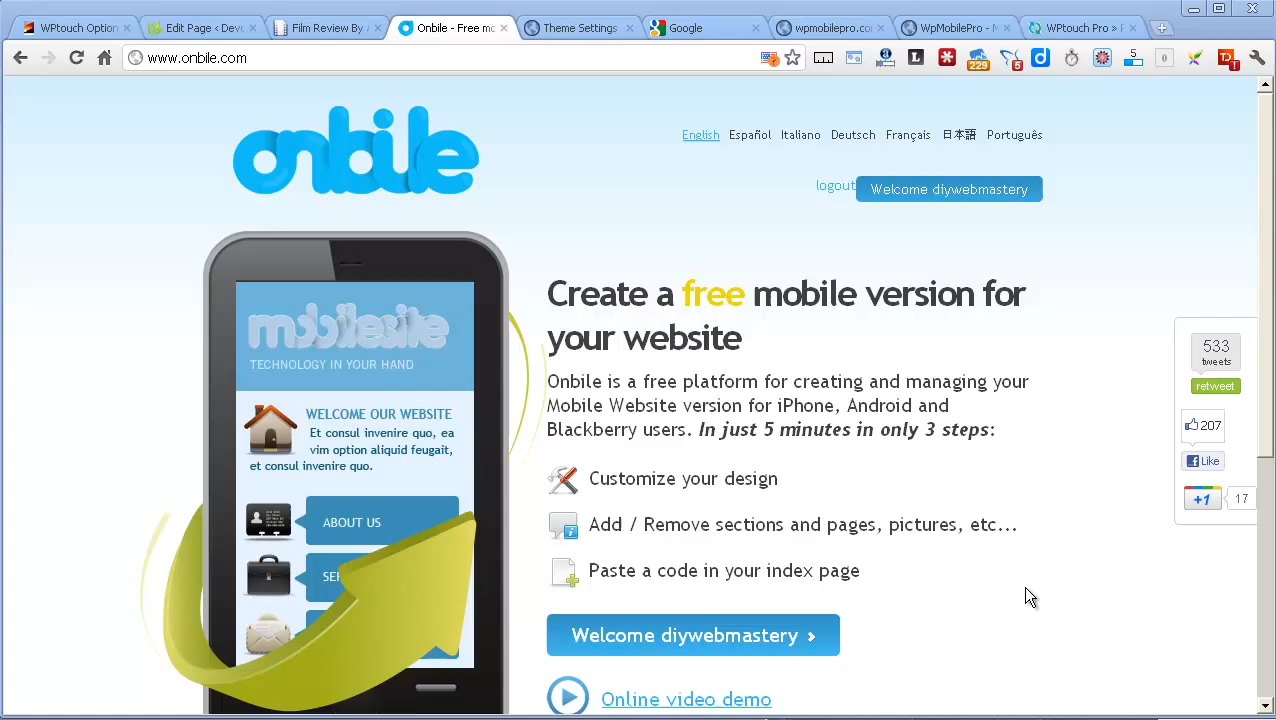 WPtouch Option
Edit Page ‹ Devo
Film Review By A
Onbile - Free mo
Theme Settings
Google
wpmobilepro.co
WpMobilePro - M
WPtouch Pro »
www.onbile.com
229
5
5
0
onbile
English Español Italiano Deutsch Français 日本語 Português
logout Welcome diywebmastery
mobilesite
TECHNOLOGY IN YOUR HAND
WELCOME OUR WEBSITE
Et consul invenire quo, ea
vim option aliquid feugait,
et consul invenire quo.
ABOUT US
SER
Create a free mobile version for
your website
Onbile is a free platform for creating and managing your
Mobile Website version for iPhone, Android and
Blackberry users. In just 5 minutes in only 3 steps:
Customize your design
Add / Remove sections and pages, pictures, etc...
Paste a code in your index page
Welcome diywebmastery ›
Online video demo
533
tweets
retweet
207
Like
+1 17